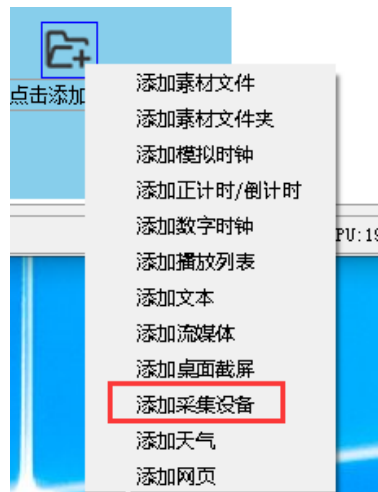 点击添加
添加素材文件
添加素材文件夹
添加模拟时钟
添加正计时/倒计时
添加数字时钟
PU:19
添加播放列表
添加文本
添加流媒体
添加桌面截屏
添加采集设备
添加天气
添加网页